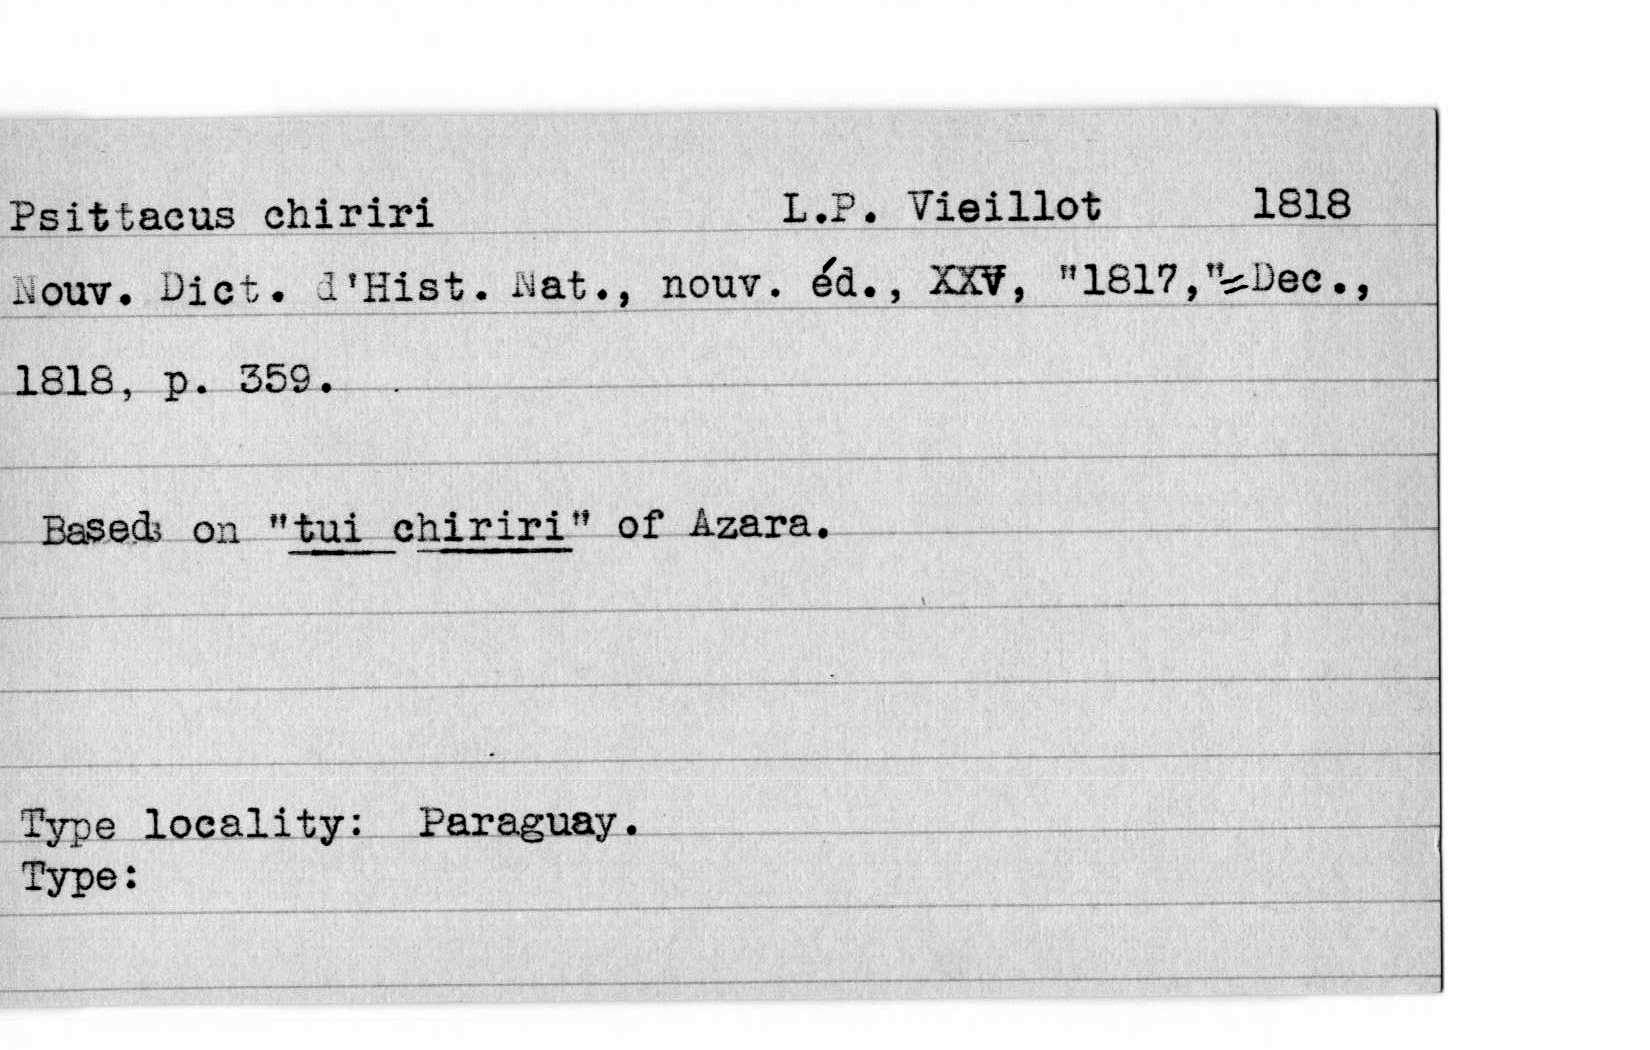 Psittacus chiriri L.P. Vieillot 1818
Nouv. Dict. d'Hist. Nat., nouv. éd., XXV, "1817,"=Dec.,
1818, p. 359.
Based on "tui chiriri" of Azara.
Type locality: Paraguay.
Type: